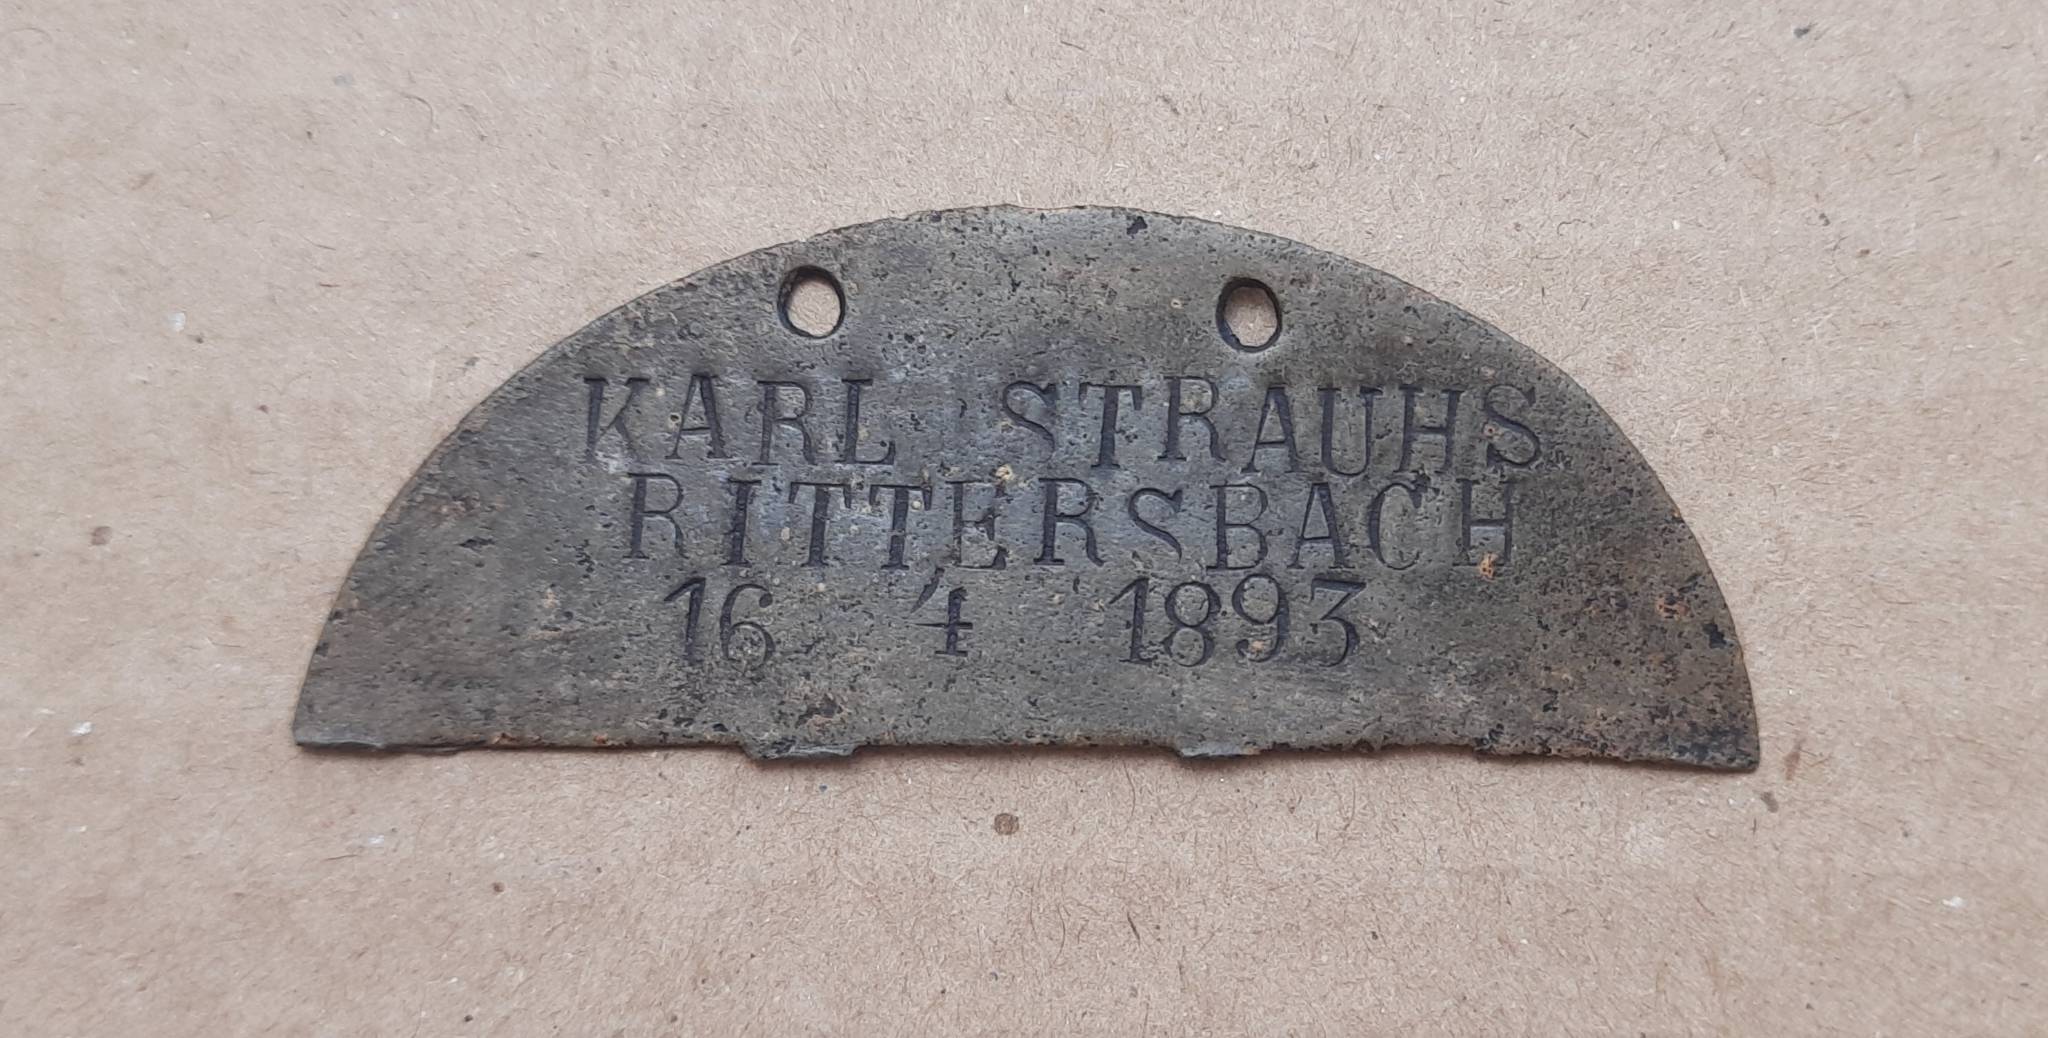 KARL STRAUHS
RITTERSBACH
16 4 1893